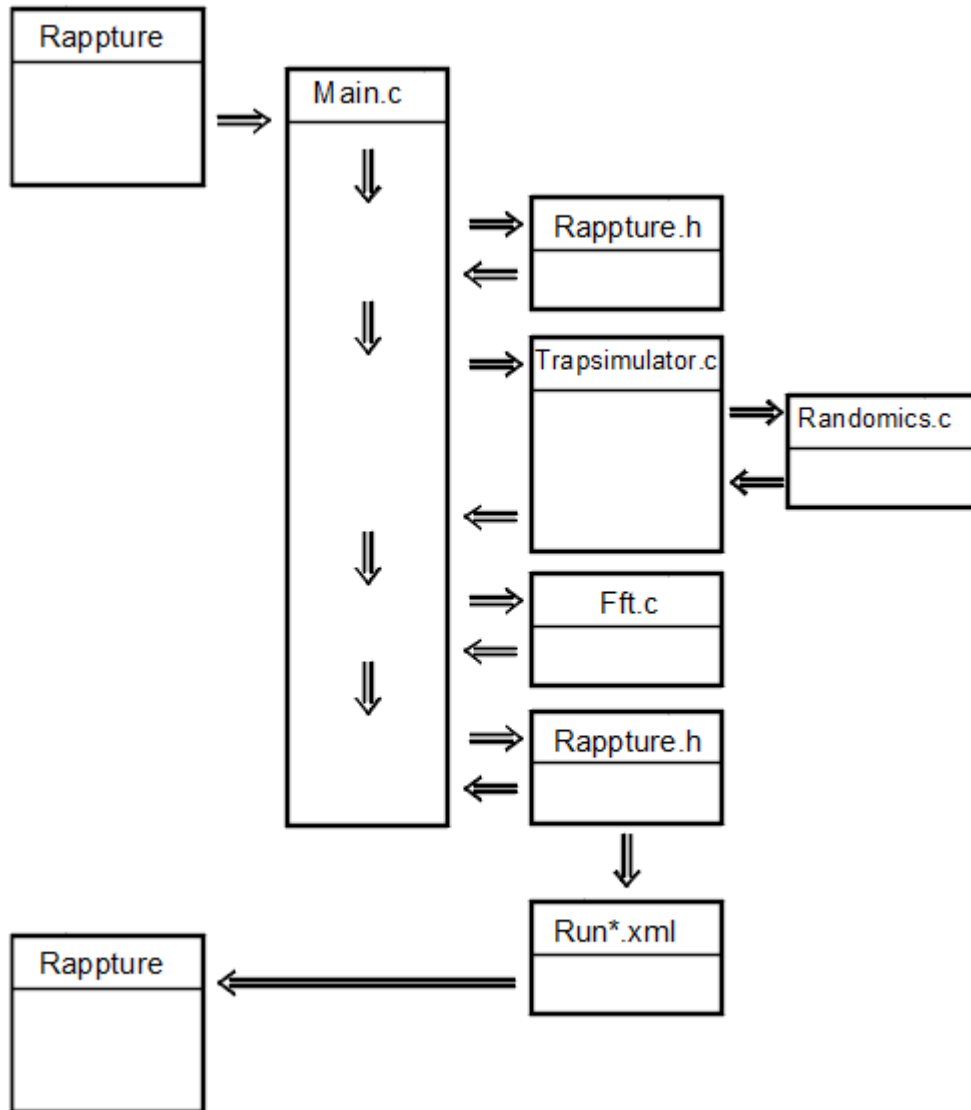 Rappture
Main.c
Rappture.h
Trapsimulator.c
Randomics.c
Fft.c
Rappture.h
Run*.xml
Rappture